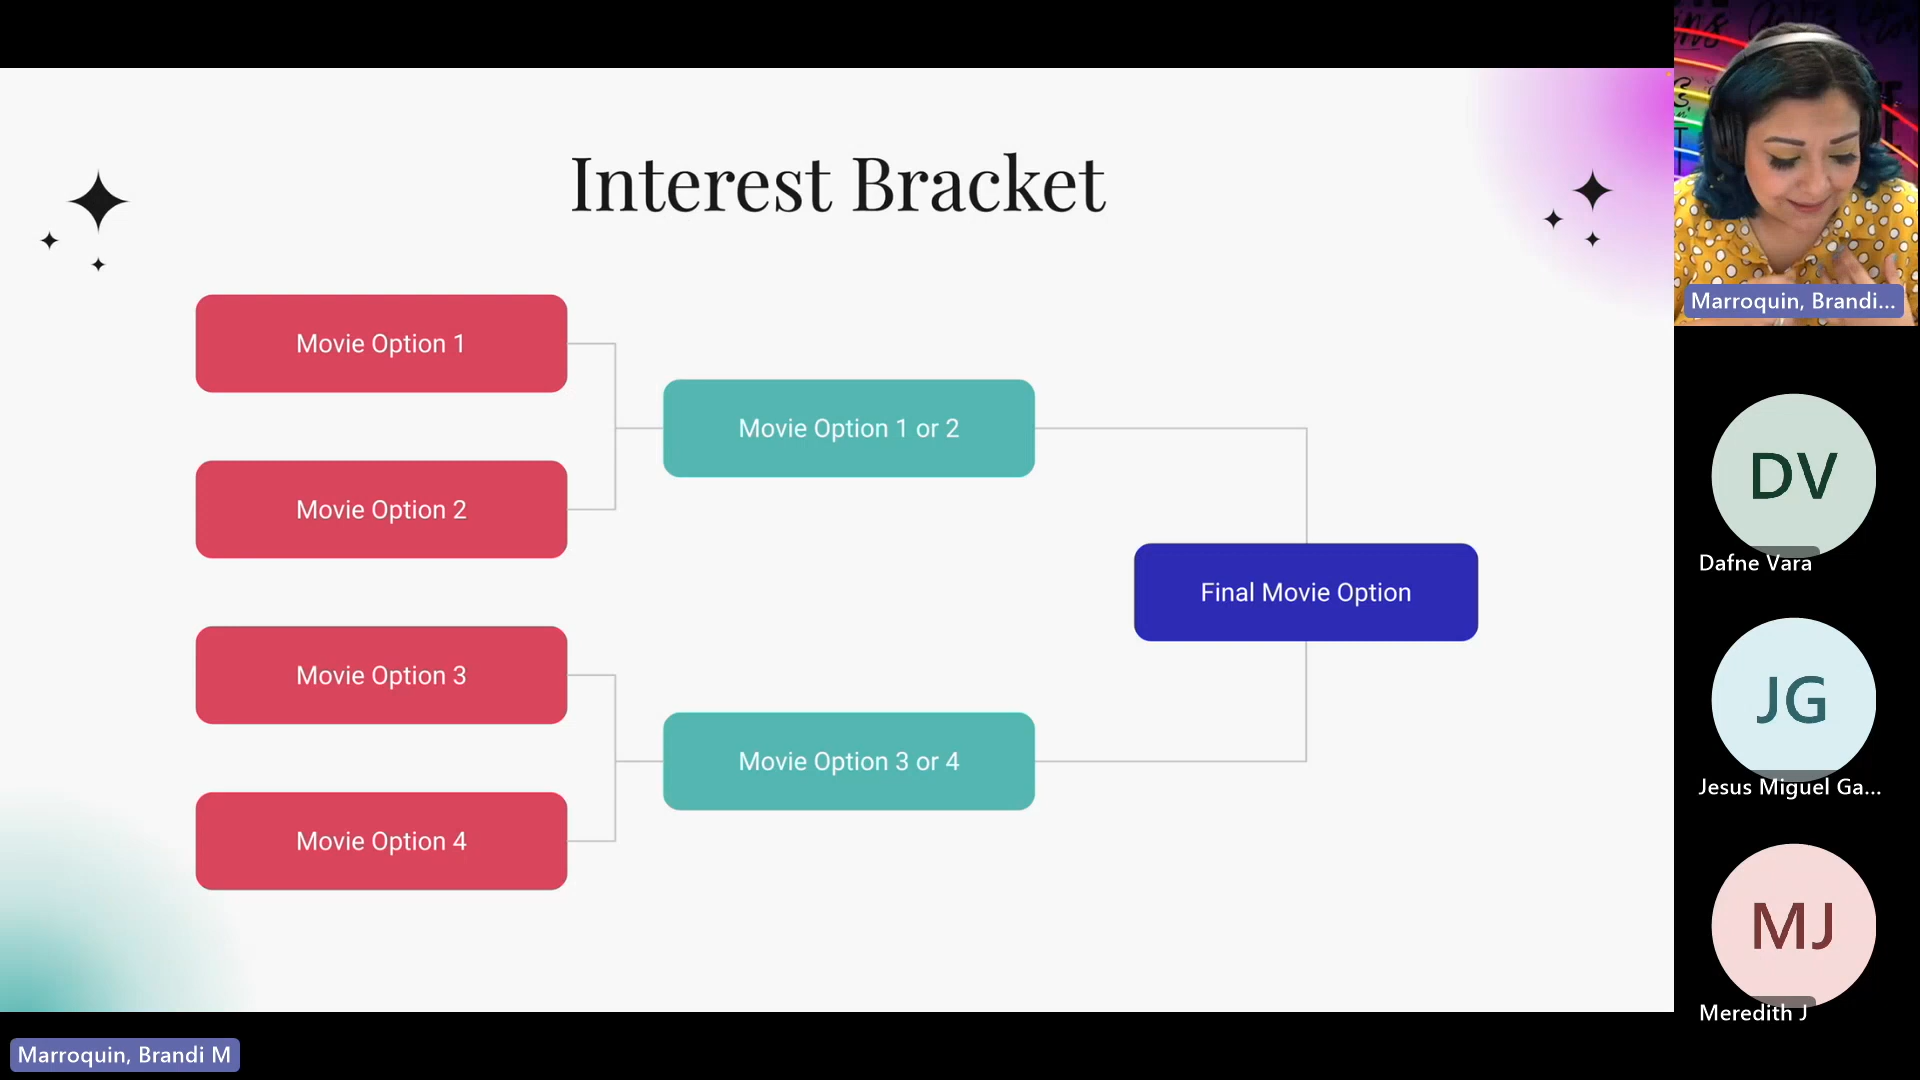 Interest Bracket
Movie Option 1
Movie Option 2
Movie Option 3
Movie Option 4
Movie Option 1 or 2
Movie Option 3 or 4
Final Movie Option
Marroquin, Brandi...
DV
Dafne Vara
JG
Jesus Miguel Ga...
MJ
Meredith J
Marroquin, Brandi M